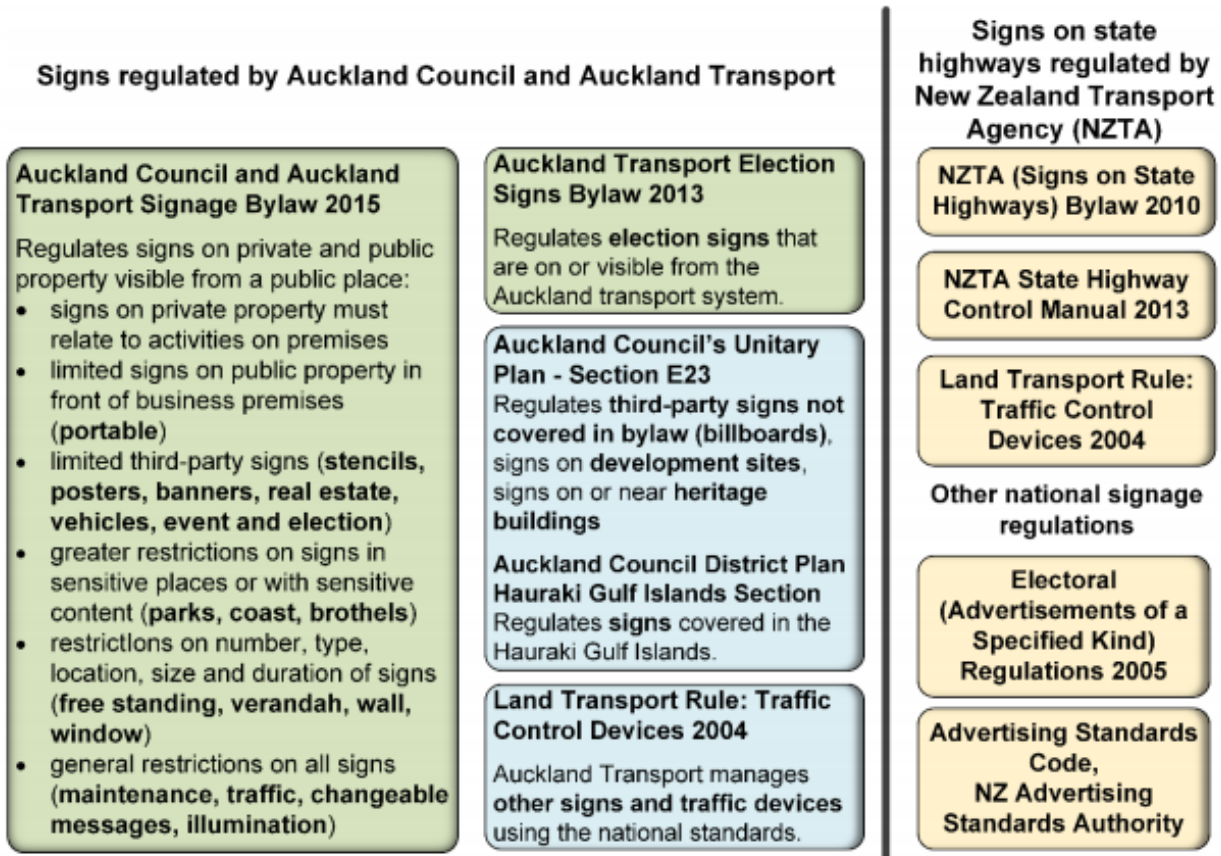 Signs regulated by Auckland Council and Auckland Transport
Auckland Council and Auckland
Transport Signage Bylaw 2015
Regulates signs on private and public
property visible from a public place:
• signs on private property must
relate to activities on premises
• limited signs on public property in
front of business premises
(portable)
• limited third-party signs (stencils,
posters, banners, real estate,
vehicles, event and election)
• greater restrictions on signs in
sensitive places or with sensitive
content (parks, coast, brothels)
• restrictIons on number, type,
location, size and duration of signs
(free standing, verandah, wall,
window)
• general restrictions on all signs
(maintenance, traffic, changeable
messages, illumination)
Auckland Transport Election
Signs Bylaw 2013
Regulates election signs that
are on or visible from the
Auckland transport system.
Auckland Council's Unitary
Plan - Section E23
Regulates third-party signs not
covered in bylaw (billboards),
signs on development sites,
signs on or near heritage
buildings
Auckland Council District Plan
Hauraki Gulf Islands Section
Regulates signs covered in the
Hauraki Gulf Islands.
Land Transport Rule: Traffic
Control Devices 2004
Auckland Transport manages
other signs and traffic devices
using the national standards.
Signs on state
highways regulated by
New Zealand Transport
Agency (NZTA)
NZTA (Signs on State
Highways) Bylaw 2010
NZTA State Highway
Control Manual 2013
Land Transport Rule:
Traffic Control
Devices 2004
Other national signage
regulations
Electoral
(Advertisements of a
Specified Kind)
Regulations 2005
Advertising Standards
Code,
NZ Advertising
Standards Authority